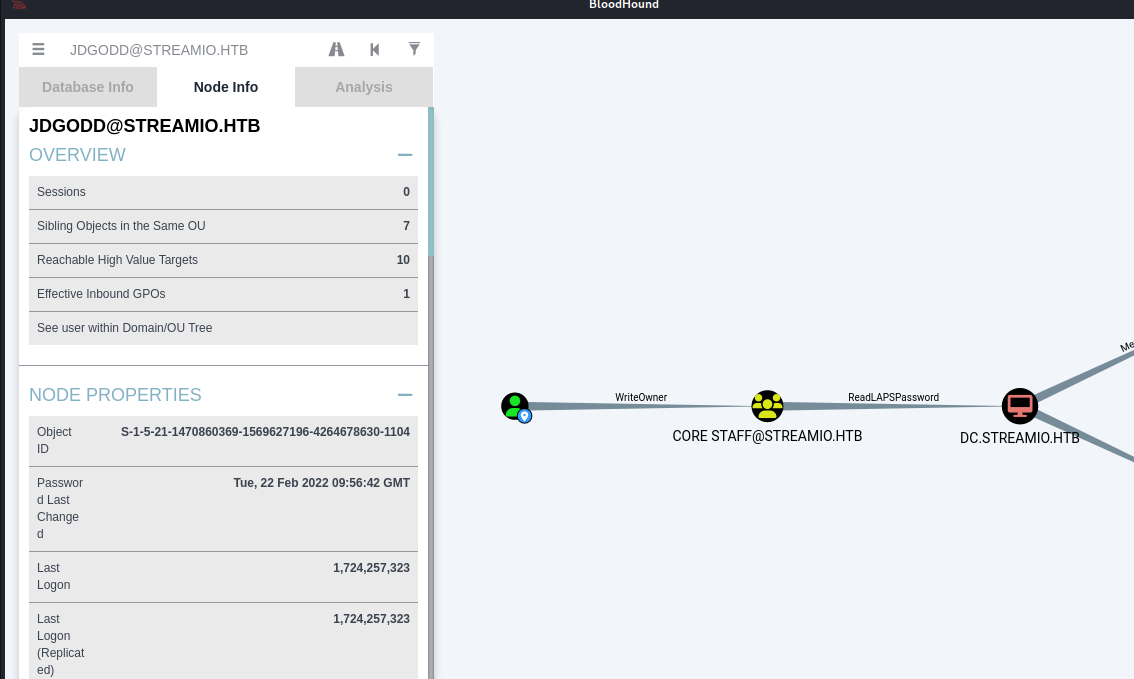 BloodHound
JDGODD@STREAMIO.HTB
Database Info
Node Info
Analysis
JDGODD@STREAMIO.HTB
OVERVIEW
Sessions 0
Sibling Objects in the Same OU 7
Reachable High Value Targets 10
Effective Inbound GPOs 1
See user within Domain/OU Tree
NODE PROPERTIES
Object S-1-5-21-1470860369-1569627196-4264678630-1104
ID
Passwor Tue, 22 Feb 2022 09:56:42 GMT
d Last
Change
d
Last 1,724,257,323
Logon
Last 1,724,257,323
Logon
(Replicat
ed)
WriteOwner
CORE STAFF@STREAMIO.HTB
ReadLAPSPassword
DC.STREAMIO.HTB